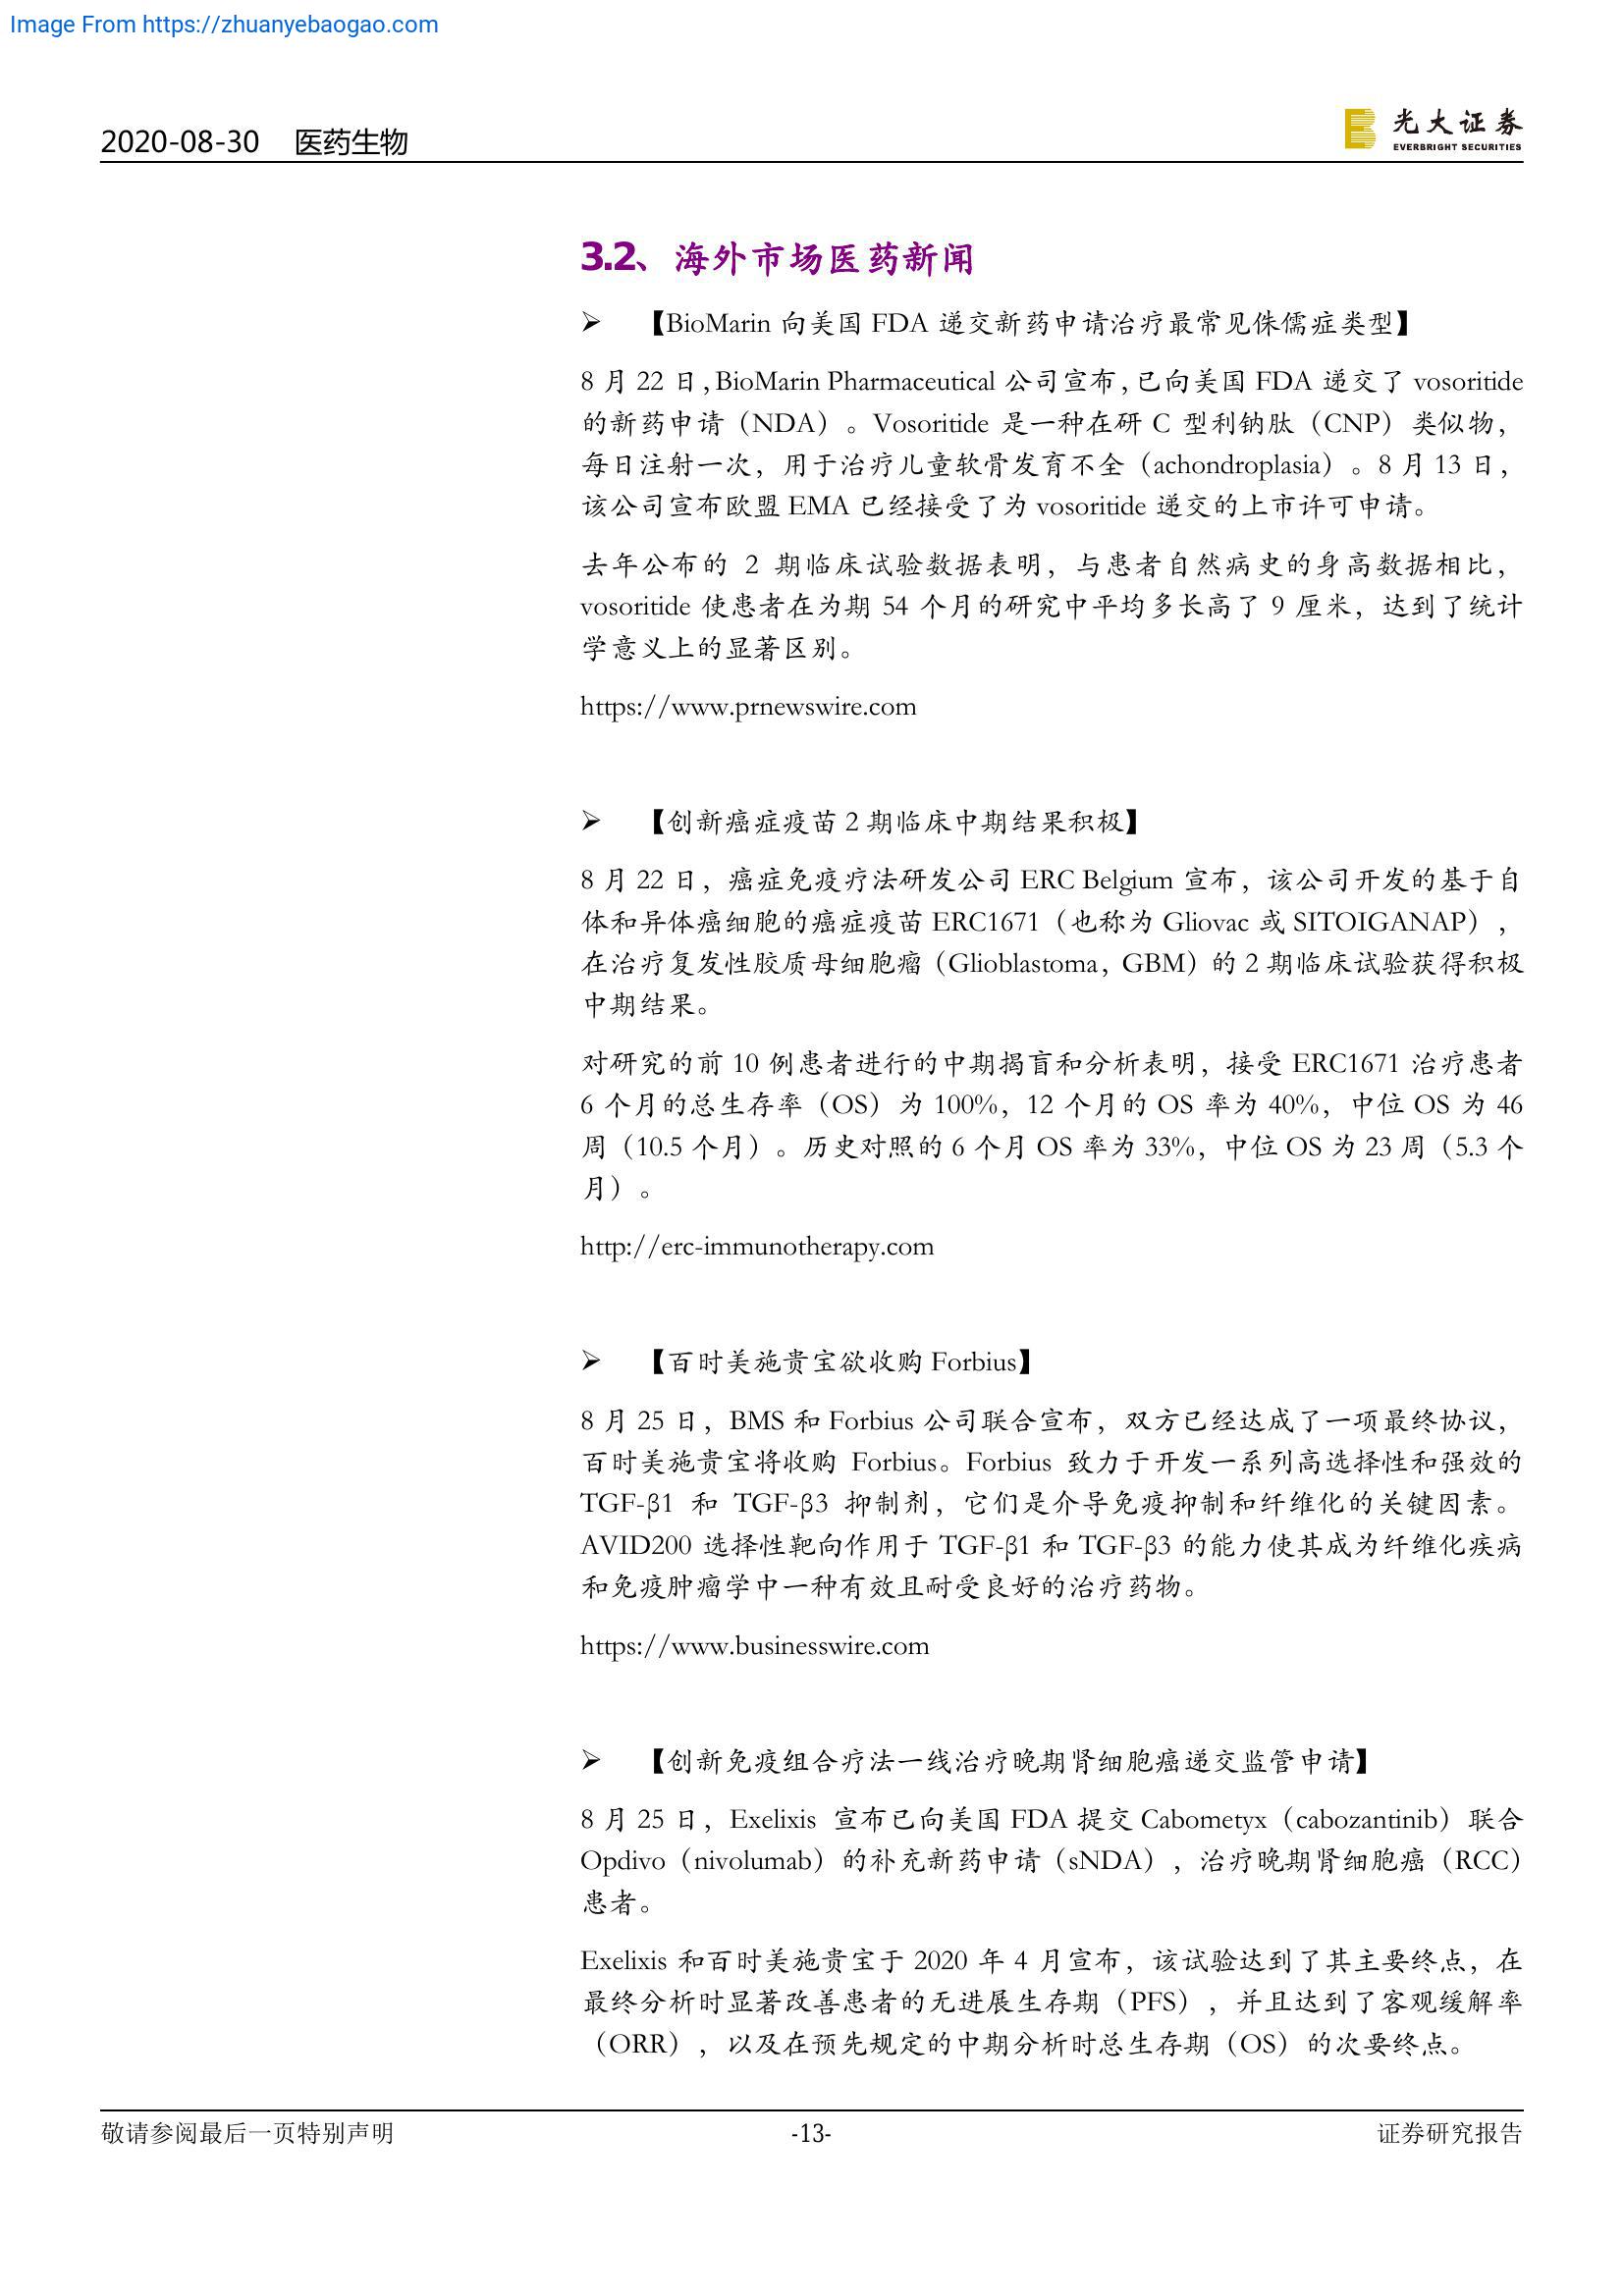 Image From https://zhuanyebaogao.com
2020-08-30 医药生物
光大证券
EVERBRIGHT SECURITIES
3.2、海外市场医药新闻
➢ 【BioMarin 向美国 FDA 递交新药申请治疗最常见侏儒症类型】
8 月 22 日，BioMarin Pharmaceutical 公司宣布，已向美国 FDA 递交了 vosoritide
的新药申请（NDA）。Vosoritide 是一种在研 C 型利钠肽（CNP）类似物，
每日注射一次，用于治疗儿童软骨发育不全（achondroplasia）。8 月 13 日，
该公司宣布欧盟 EMA 已经接受了为 vosoritide 递交的上市许可申请。
去年公布的 2 期临床试验数据表明，与患者自然病史的身高数据相比，
vosoritide 使患者在为期 54 个月的研究中平均多长高了 9 厘米，达到了统计
学意义上的显著区别。
https://www.prnewswire.com
➢ 【创新癌症疫苗 2 期临床中期结果积极】
8 月 22 日，癌症免疫疗法研发公司 ERC Belgium 宣布，该公司开发的基于自
体和异体癌细胞的癌症疫苗 ERC1671（也称为 Gliovac 或 SITOIGANAP），
在治疗复发性胶质母细胞瘤（Glioblastoma，GBM）的 2 期临床试验获得积极
中期结果。
对研究的前 10 例患者进行的中期揭盲和分析表明，接受 ERC1671 治疗患者
6 个月的总生存率（OS）为 100%，12 个月的 OS 率为 40%，中位 OS 为 46
周（10.5 个月）。历史对照的 6 个月 OS 率为 33%，中位 OS 为 23 周（5.3 个
月）。
http://erc-immunotherapy.com
➢ 【百时美施贵宝欲收购 Forbius】
8 月 25 日，BMS 和 Forbius 公司联合宣布，双方已经达成了一项最终协议，
百时美施贵宝将收购 Forbius。Forbius 致力于开发一系列高选择性和强效的
TGF-β1 和 TGF-β3 抑制剂，它们是介导免疫抑制和纤维化的关键因素。
AVID200 选择性靶向作用于 TGF-β1 和 TGF-β3 的能力使其成为纤维化疾病
和免疫肿瘤学中一种有效且耐受良好的治疗药物。
https://www.businesswire.com
➢ 【创新免疫组合疗法一线治疗晚期肾细胞癌递交监管申请】
8 月 25 日，Exelixis 宣布已向美国 FDA 提交 Cabometyx（cabozantinib）联合
Opdivo（nivolumab）的补充新药申请（sNDA），治疗晚期肾细胞癌（RCC）
患者。
Exelixis 和百时美施贵宝于 2020 年 4 月宣布，该试验达到了其主要终点，在
最终分析时显著改善患者的无进展生存期（PFS），并且达到了客观缓解率
（ORR），以及在预先规定的中期分析时总生存期（OS）的次要终点。
敬请参阅最后一页特别声明 -13- 证券研究报告